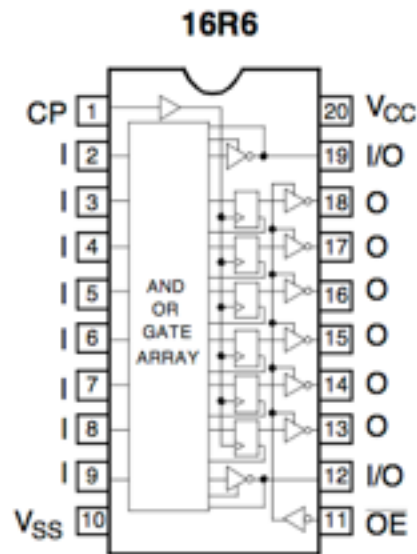 16R6
CP 1 20 VCC
I 2 19 I/O
I 3 18 O
I 4 17 O
I 5 16 O
I 6 15 O
I 7 14 O
I 8 13 O
I 9 12 I/O
VSS 10 11 O̅E̅
AND
OR
GATE
ARRAY